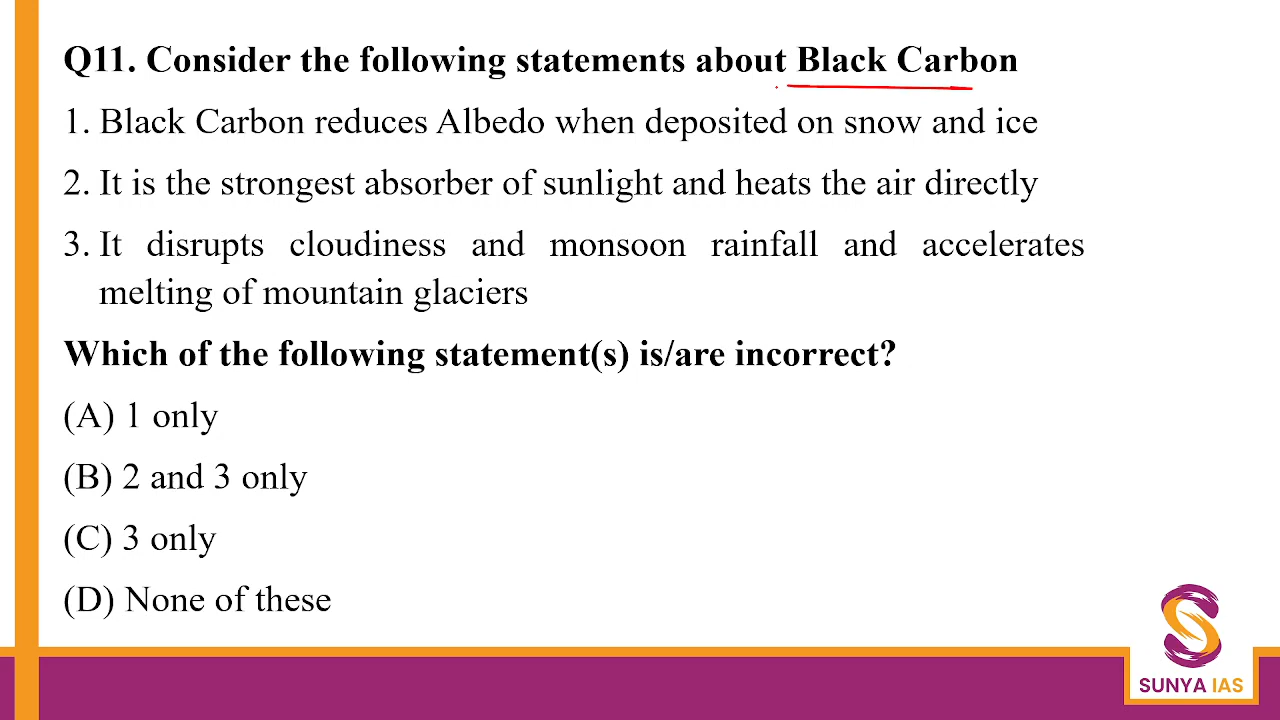 Q11. Consider the following statements about Black Carbon
1. Black Carbon reduces Albedo when deposited on snow and ice
2. It is the strongest absorber of sunlight and heats the air directly
3. It disrupts cloudiness and monsoon rainfall and accelerates
melting of mountain glaciers
Which of the following statement(s) is/are incorrect?
(A) 1 only
(B) 2 and 3 only
(C) 3 only
(D) None of these
SUNYA IAS